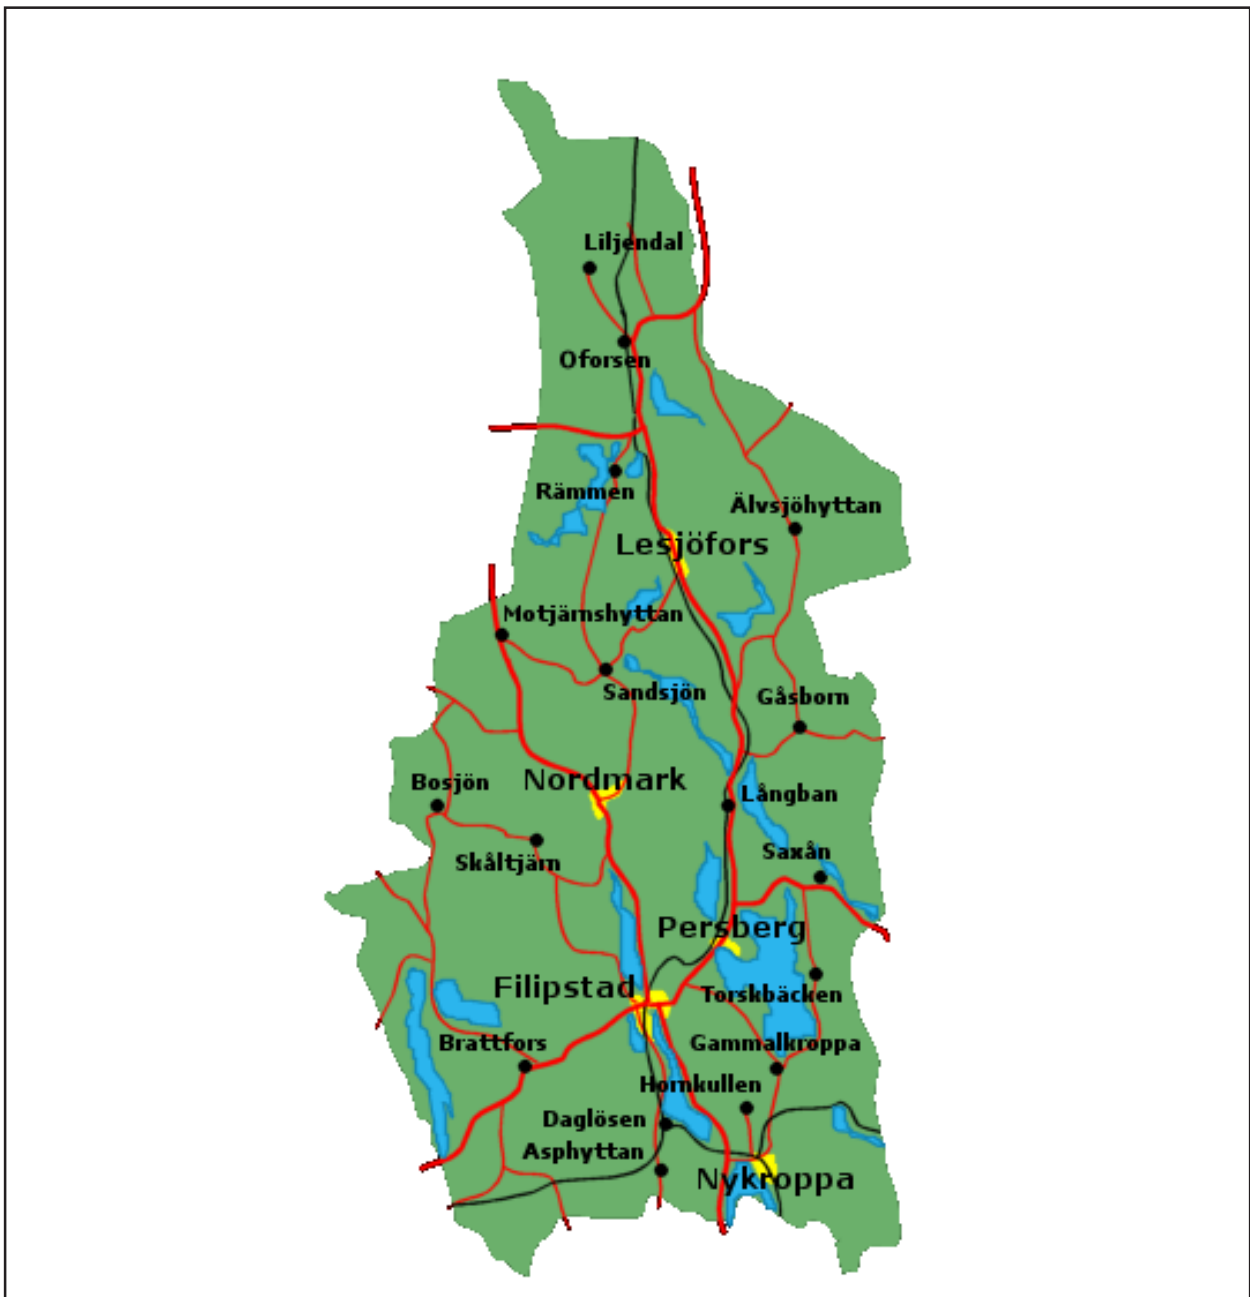 Liljendal
Oforsen
Rämmen
Älvsjöhyttan
Lesjöfors
Motjärnshyttan
Sandsjön
Gåsborn
Nordmark
Bosjön
Långban
Saxån
Skåltjärn
Persberg
Filipstad
Torskbäcken
Brattfors
Gammalkroppa
Hornkullen
Daglösen
Asphyttan
Nykroppa